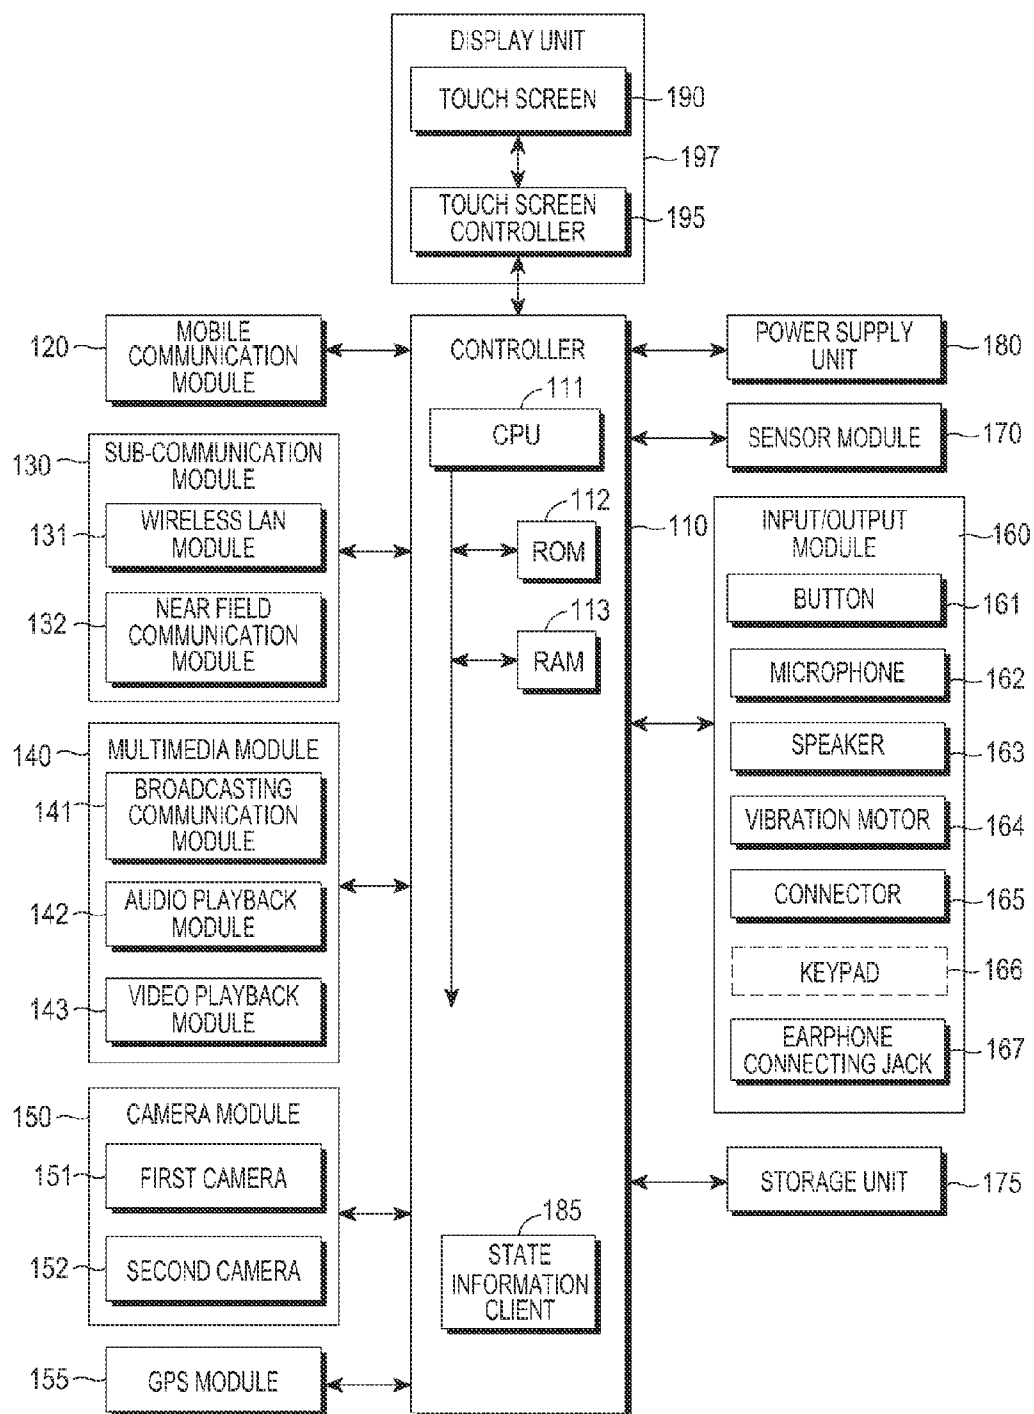 DISPLAY UNIT
TOUCH SCREEN
190
197
TOUCH SCREEN
CONTROLLER
195
120
MOBILE
COMMUNICATION
MODULE
130
SUB-COMMUNICATION
MODULE
131
WIRELESS LAN
MODULE
132
NEAR FIELD
COMMUNICATION
MODULE
140
MULTIMEDIA MODULE
141
BROADCASTING
COMMUNICATION
MODULE
142
AUDIO PLAYBACK
MODULE
143
VIDEO PLAYBACK
MODULE
150
CAMERA MODULE
151
FIRST CAMERA
152
SECOND CAMERA
155
GPS MODULE
CONTROLLER
111
CPU
112
ROM
110
113
RAM
185
STATE
INFORMATION
CLIENT
POWER SUPPLY
UNIT
180
SENSOR MODULE
170
INPUT/OUTPUT
MODULE
160
BUTTON
161
MICROPHONE
162
SPEAKER
163
VIBRATION MOTOR
164
CONNECTOR
165
KEYPAD
166
EARPHONE
CONNECTING JACK
167
STORAGE UNIT
175